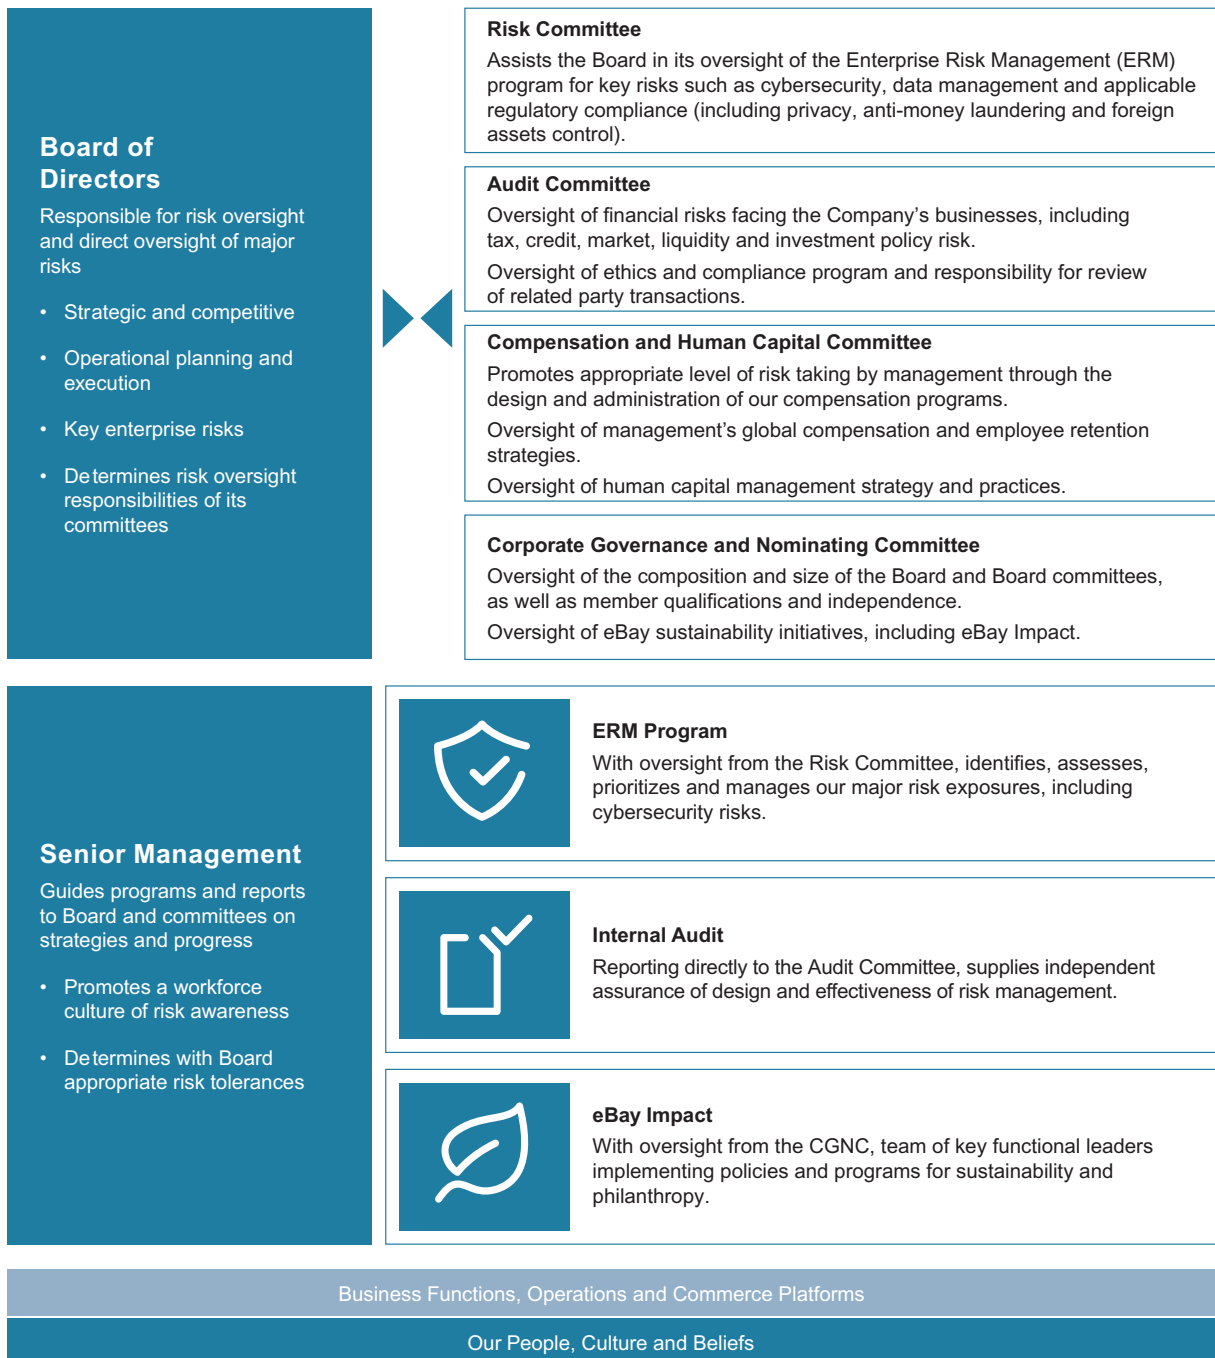 Board of
Directors
Responsible for risk oversight
and direct oversight of major
risks
• Strategic and competitive
• Operational planning and
execution
• Key enterprise risks
• Determines risk oversight
responsibilities of its
committees
Risk Committee
Assists the Board in its oversight of the Enterprise Risk Management (ERM)
program for key risks such as cybersecurity, data management and applicable
regulatory compliance (including privacy, anti-money laundering and foreign
assets control).
Audit Committee
Oversight of financial risks facing the Company’s businesses, including
tax, credit, market, liquidity and investment policy risk.
Oversight of ethics and compliance program and responsibility for review
of related party transactions.
Compensation and Human Capital Committee
Promotes appropriate level of risk taking by management through the
design and administration of our compensation programs.
Oversight of management’s global compensation and employee retention
strategies.
Oversight of human capital management strategy and practices.
Corporate Governance and Nominating Committee
Oversight of the composition and size of the Board and Board committees,
as well as member qualifications and independence.
Oversight of eBay sustainability initiatives, including eBay Impact.
Senior Management
Guides programs and reports
to Board and committees on
strategies and progress
• Promotes a workforce
culture of risk awareness
• Determines with Board
appropriate risk tolerances
ERM Program
With oversight from the Risk Committee, identifies, assesses,
prioritizes and manages our major risk exposures, including
cybersecurity risks.
Internal Audit
Reporting directly to the Audit Committee, supplies independent
assurance of design and effectiveness of risk management.
eBay Impact
With oversight from the CGNC, team of key functional leaders
implementing policies and programs for sustainability and
philanthropy.
Business Functions, Operations and Commerce Platforms
Our People, Culture and Beliefs